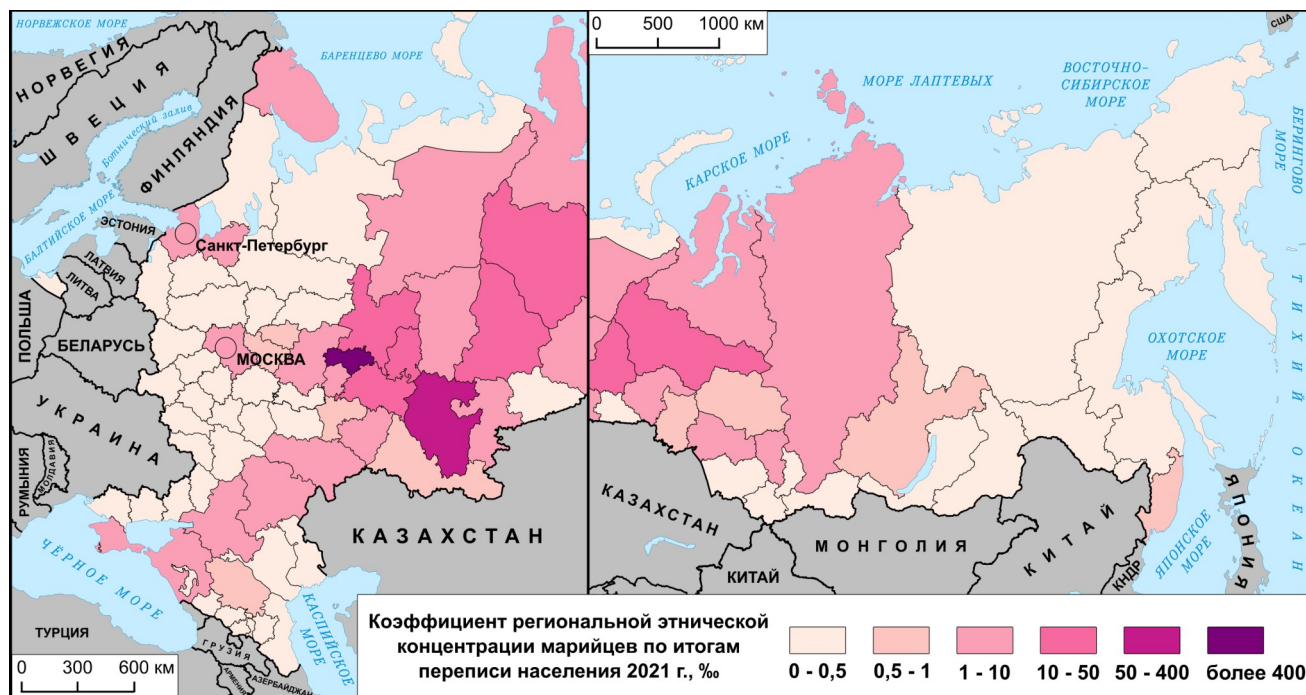 НОРВЕЖСКОЕ МОРЕ
НОРВЕГИЯ
ШВЕЦИЯ
Ботнический залив
ФИНЛЯНДИЯ
БАРЕНЦЕВО МОРЕ
БАЛТИЙСКОЕ МОРЕ
ЭСТОНИЯ
Санкт-Петербург
ЛАТВИЯ
ЛИТВА
ПОЛЬША
БЕЛАРУСЬ
МОСКВА
УКРАИНА
РУМЫНИЯ
МОЛДАВИЯ
КАЗАХСТАН
ЧЁРНОЕ МОРЕ
КАСПИЙСКОЕ
МОРЕ
ТУРЦИЯ
ГРУЗИЯ
АРМЕНИЯ
АЗЕРБАЙДЖАН
0 300 600 км
0 500 1000 км
США
МОРЕ ЛАПТЕВЫХ
ВОСТОЧНО-
СИБИРСКОЕ
МОРЕ
БЕРИНГОВО
МОРЕ
КАРСКОЕ МОРЕ
ОХОТСКОЕ
МОРЕ
ТИХИЙ ОКЕАН
КАЗАХСТАН
МОНГОЛИЯ
КИТАЙ
КИТАЙ
КНДР
ЯПОНСКОЕ
МОРЕ
ЯПОНИЯ
Коэффициент региональной этнической
концентрации марийцев по итогам
переписи населения 2021 г., ‰
0 - 0,5 0,5 - 1 1 - 10 10 - 50 50 - 400 более 400